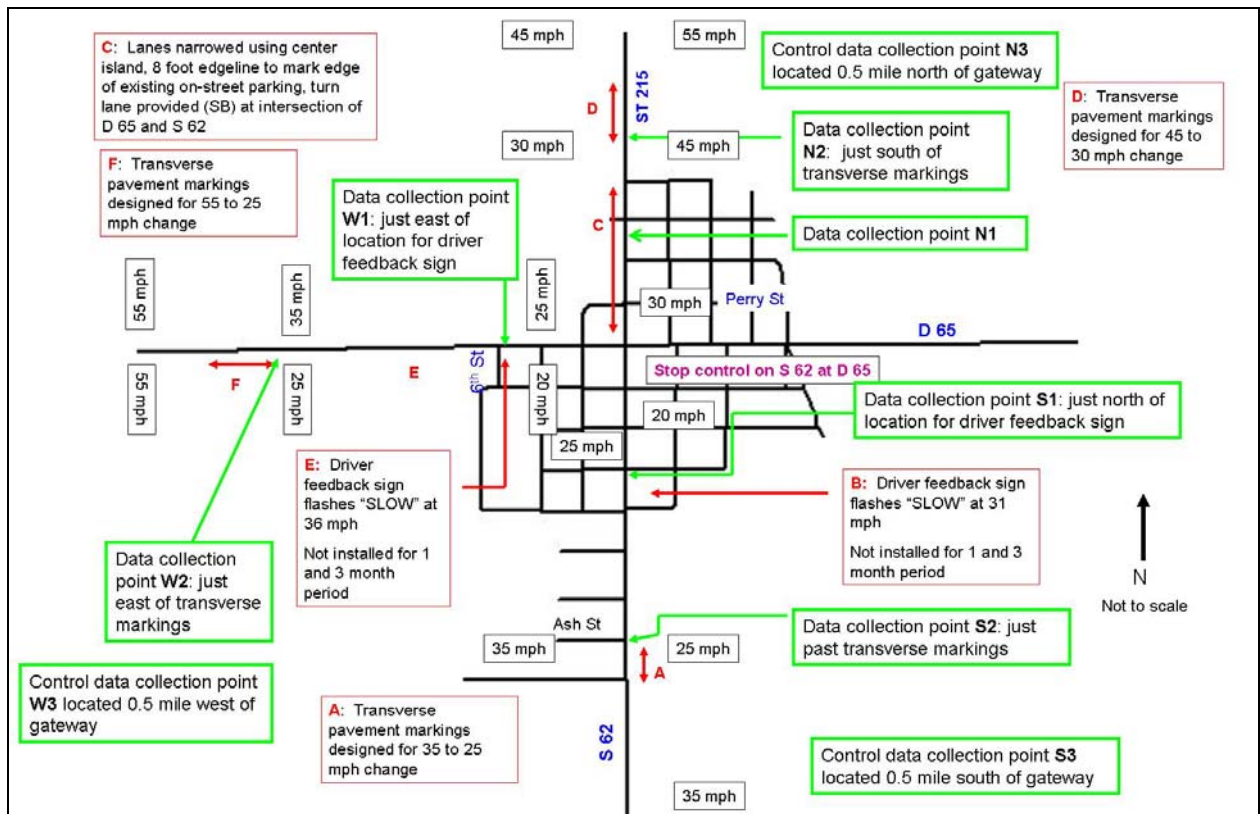 C: Lanes narrowed using center
island, 8 foot edgeline to mark edge
of existing on-street parking, turn
lane provided (SB) at intersection of
D 65 and S 62
45 mph
55 mph
ST 215
Control data collection point N3
located 0.5 mile north of gateway
D
D: Transverse
pavement markings
designed for 45 to
30 mph change
F: Transverse
pavement markings
designed for 55 to 25
mph change
30 mph
45 mph
Data collection point
N2: just south of
transverse markings
Data collection point
W1: just east of
location for driver
feedback sign
C
Data collection point N1
55 mph
35 mph
25 mph
30 mph
Perry St
D 65
F
E
6th St
55 mph
25 mph
20 mph
Stop control on S 62 at D 65
20 mph
25 mph
Data collection point S1: just north of
location for driver feedback sign
E: Driver
feedback sign
flashes “SLOW” at
36 mph
Not installed for 1
and 3 month
period
B: Driver feedback sign
flashes “SLOW” at 31
mph
Not installed for 1 and 3
month period
N
Not to scale
Data collection
point W2: just
east of transverse
markings
Ash St
35 mph
25 mph
A
Data collection point S2: just
past transverse markings
Control data collection point
W3 located 0.5 mile west of
gateway
A: Transverse
pavement markings
designed for 35 to 25
mph change
S 62
Control data collection point S3
located 0.5 mile south of gateway
35 mph